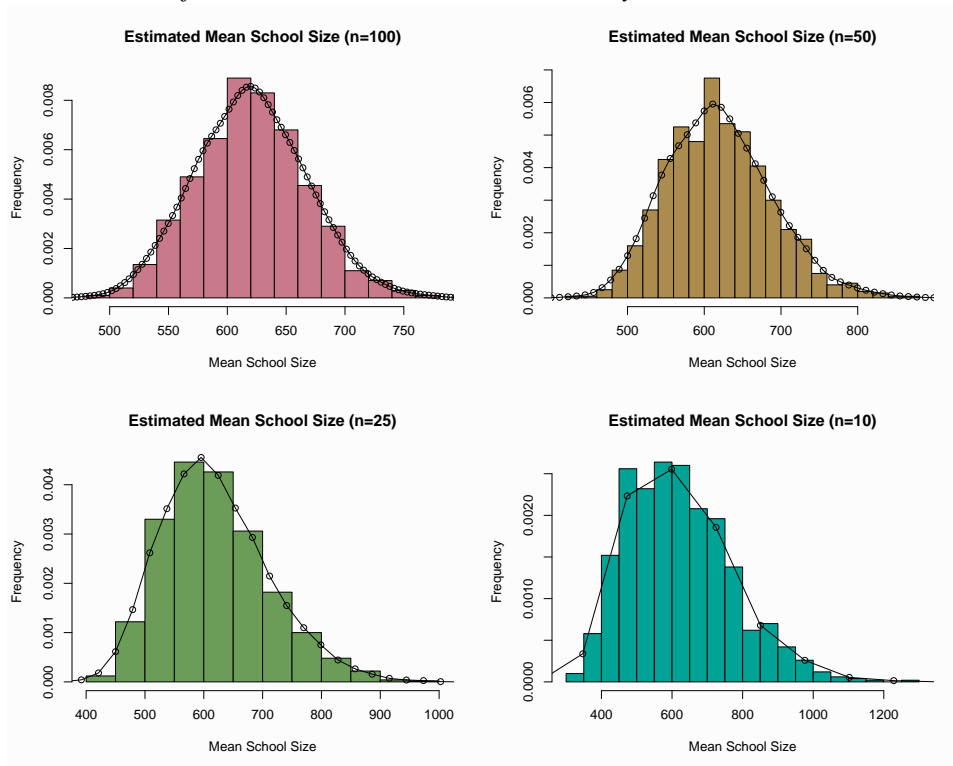 Estimated Mean School Size (n=100)
Frequency
0.000 0.002 0.004 0.006 0.008
500 550 600 650 700 750
Mean School Size
Estimated Mean School Size (n=50)
Frequency
0.000 0.002 0.004 0.006
500 600 700 800
Mean School Size
Estimated Mean School Size (n=25)
Frequency
0.000 0.001 0.002 0.003 0.004
400 500 600 700 800 900 1000
Mean School Size
Estimated Mean School Size (n=10)
Frequency
0.0000 0.0010 0.0020
400 600 800 1000 1200
Mean School Size